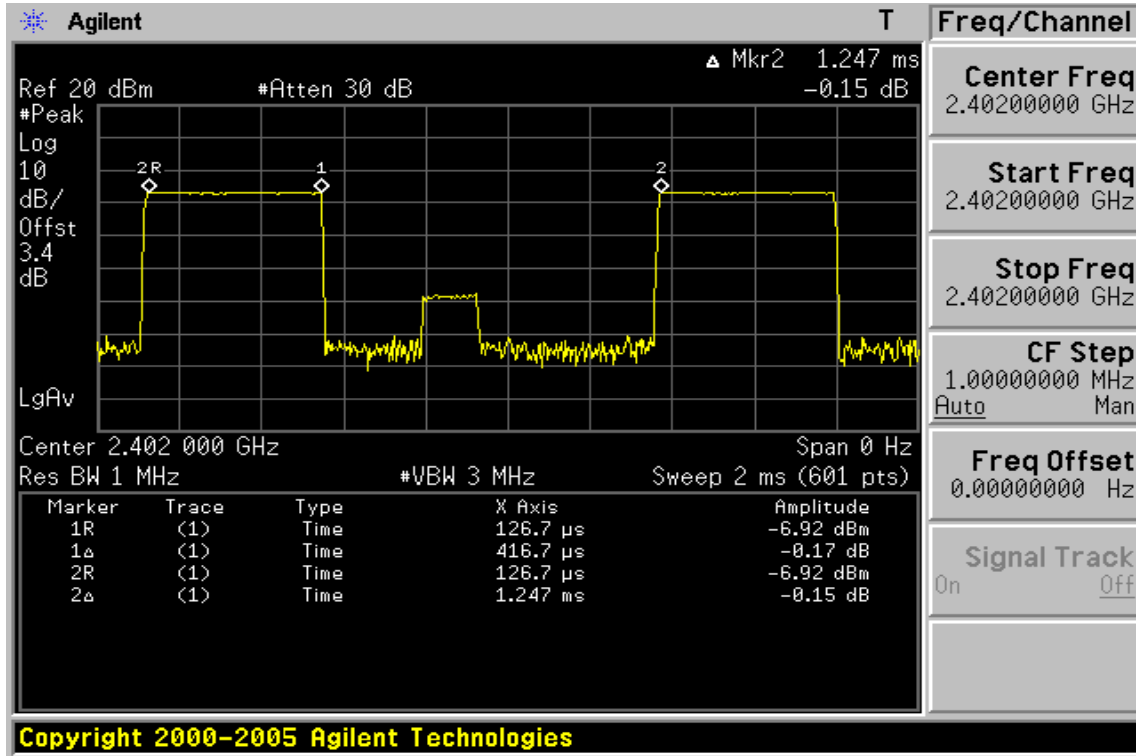 Agilent T Freq/Channel
Δ Mkr2 1.247 ms
Ref 20 dBm #Atten 30 dB -0.15 dB
#Peak
Log
10
dB/
Offst
3.4
dB
LgAv
2R 1 2
Center 2.402 000 GHz Span 0 Hz
Res BW 1 MHz #VBW 3 MHz Sweep 2 ms (601 pts)
Marker Trace Type X Axis Amplitude
1R (1) Time 126.7 µs -6.92 dBm
1Δ (1) Time 416.7 µs -0.17 dB
2R (1) Time 126.7 µs -6.92 dBm
2Δ (1) Time 1.247 ms -0.15 dB
Center Freq
2.40200000 GHz
Start Freq
2.40200000 GHz
Stop Freq
2.40200000 GHz
CF Step
1.00000000 MHz
Auto Man
Freq Offset
0.00000000 Hz
Signal Track
On Off
Copyright 2000-2005 Agilent Technologies